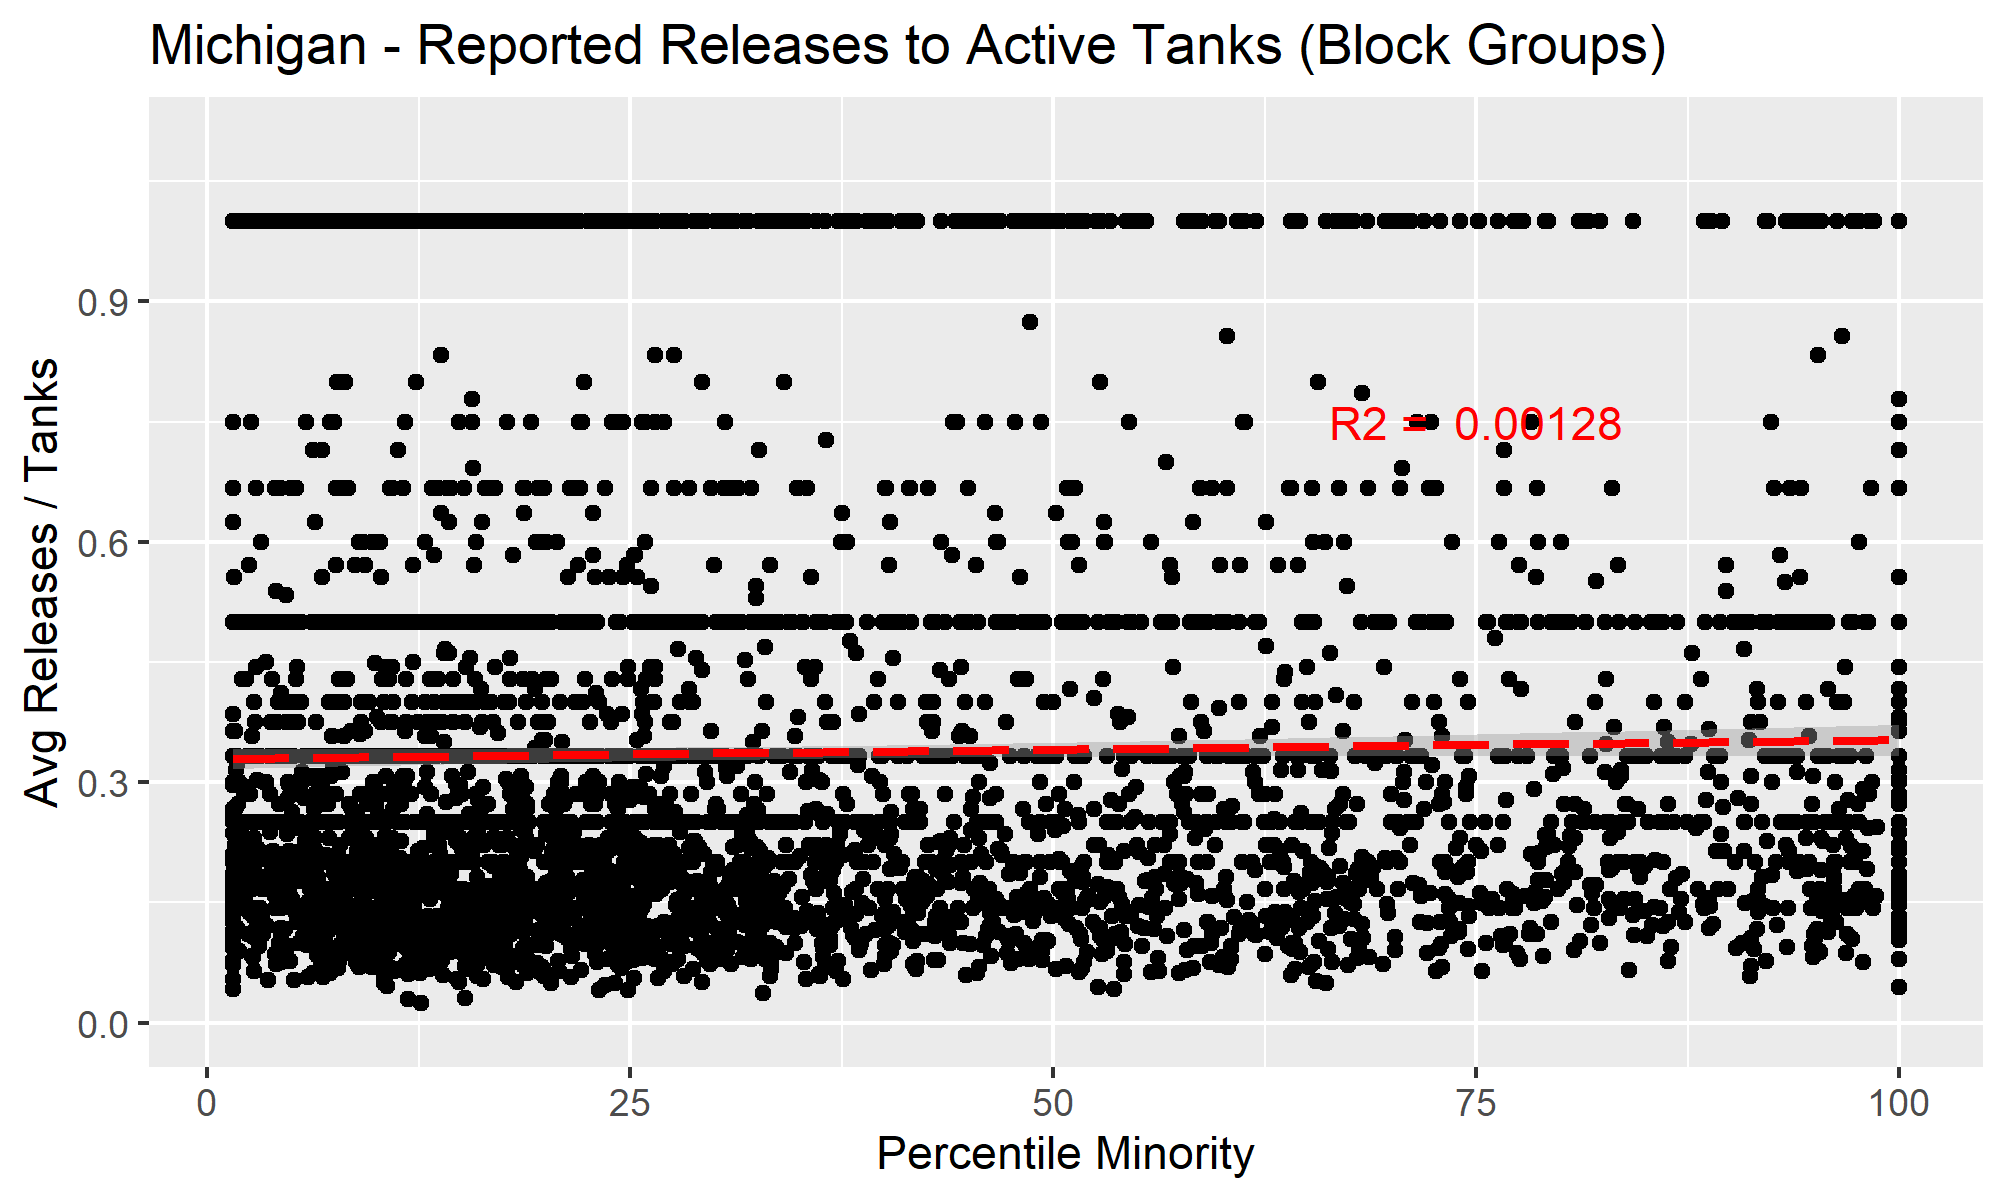 Michigan - Reported Releases to Active Tanks (Block Groups)
Avg Releases / Tanks
0.9
0.6
0.3
0.0
R2 = 0.00128
0
25
50
75
100
Percentile Minority